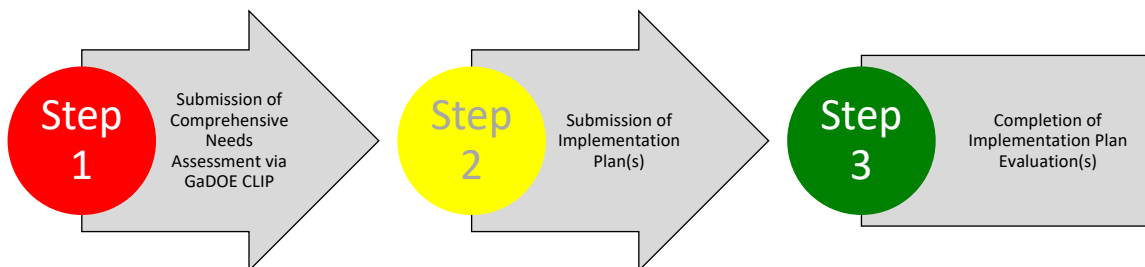 Step
1
Submission of
Comprehensive
Needs
Assessment via
GaDOE CLIP
Step
2
Submission of
Implementation
Plan(s)
Step
3
Completion of
Implementation Plan
Evaluation(s)